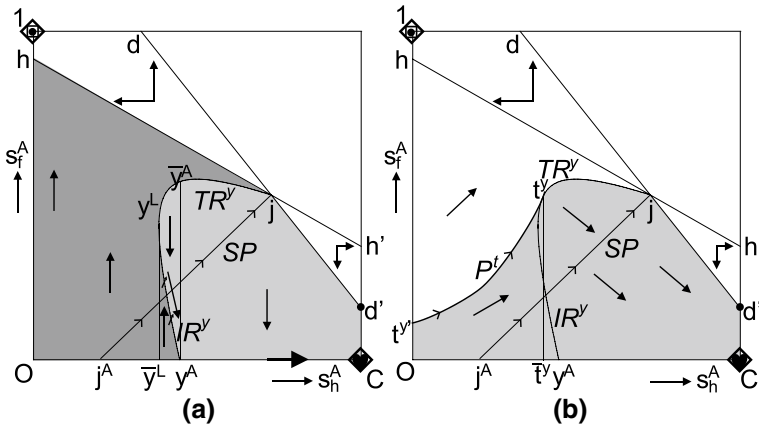 1
d
h
s_f^A
ȳ^A
TR^y
y^L
j
SP
h'
IR^y
d'
O
j^A
ȳ^L
y^A
s_h^A
C
(a)
1
d
h
s_f^A
TR^y
t^y
j
SP
h
P^t
IR^y
d'
t^y'
O
j^A
t̄^y
y^A
s_h^A
C
(b)